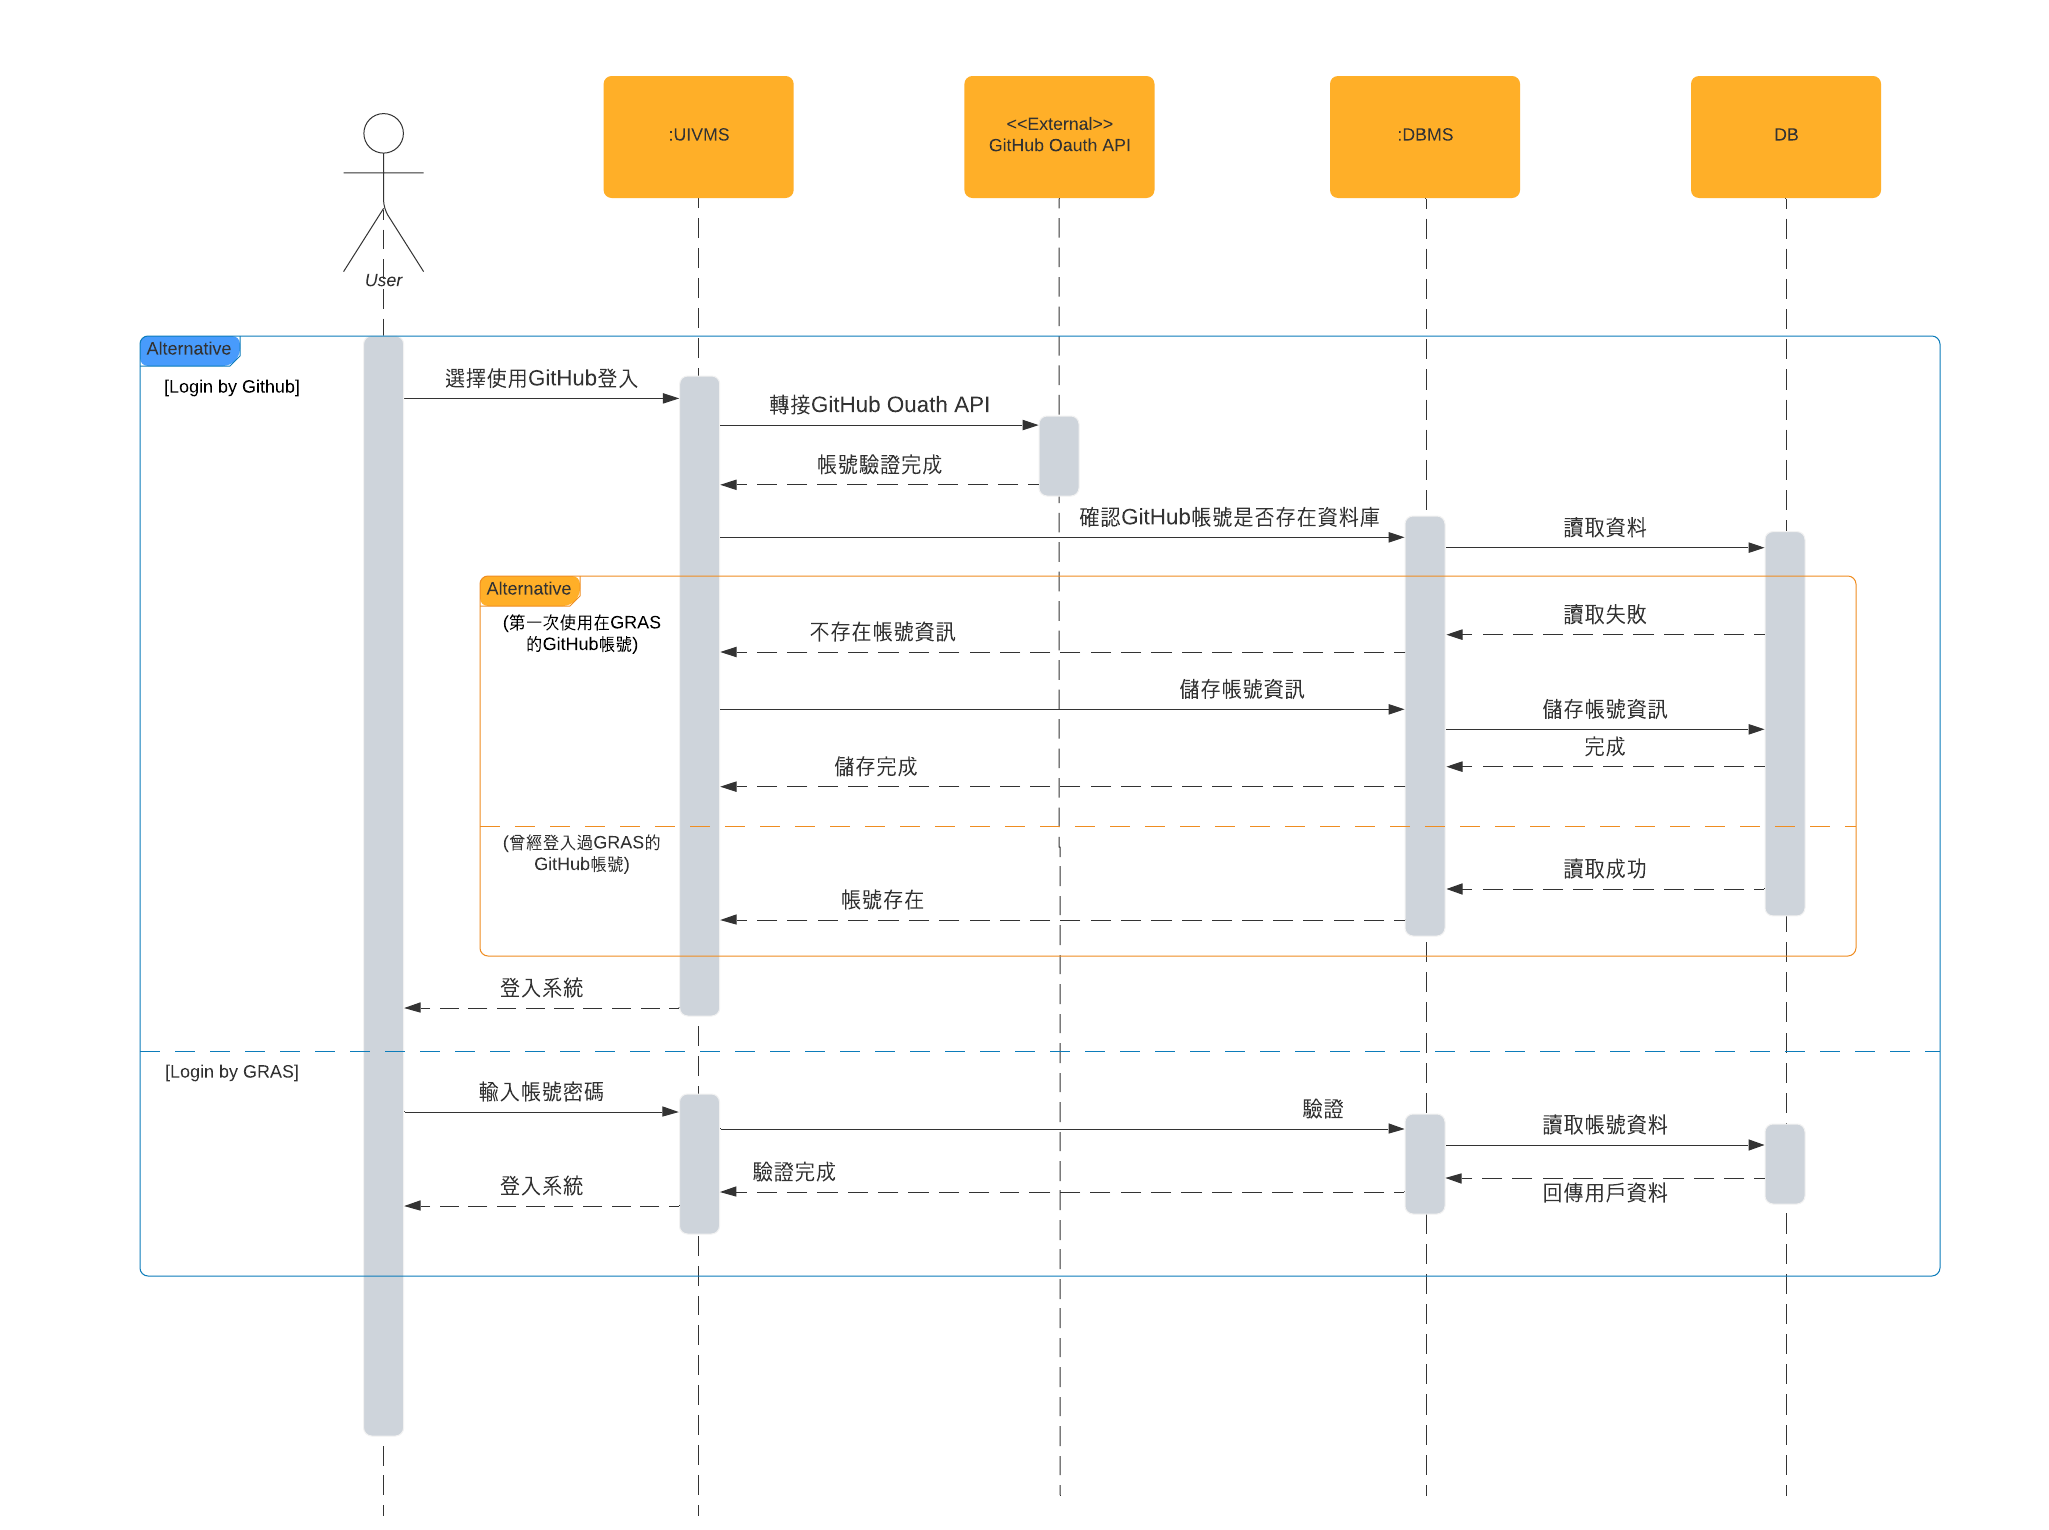 :UIVMS
<<External>>
GitHub Oauth API
:DBMS
DB
User
Alternative
[Login by Github]
選擇使用GitHub登入
轉接GitHub Ouath API
帳號驗證完成
確認GitHub帳號是否存在資料庫
讀取資料
Alternative
(第一次使用在GRAS
的GitHub帳號)
讀取失敗
不存在帳號資訊
儲存帳號資訊
儲存帳號資訊
完成
儲存完成
(曾經登入過GRAS的
GitHub帳號)
讀取成功
帳號存在
登入系統
[Login by GRAS]
輸入帳號密碼
驗證
讀取帳號資料
回傳用戶資料
驗證完成
登入系統